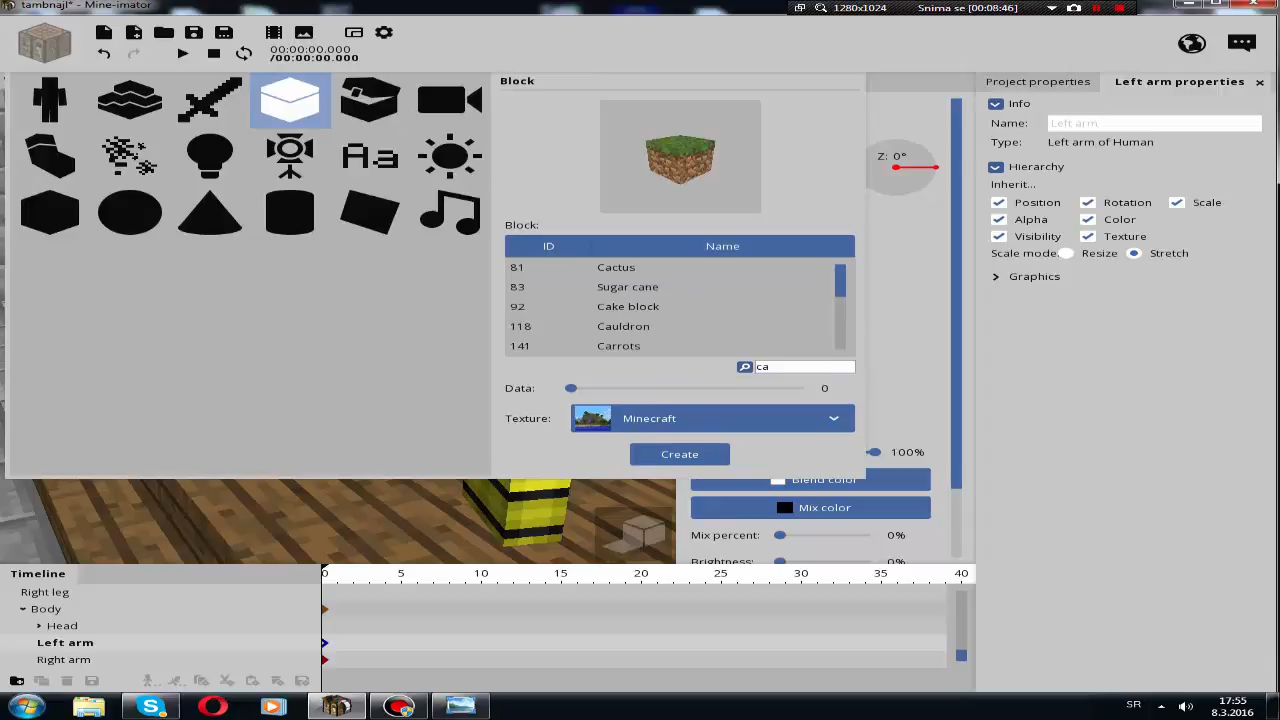 tambnajl* - Mine-imator
1280x1024
Snima se [00:08:46]
00:00:00.000
/00:00:00.000
Block
Project properties
Left arm properties
Info
Name:
Left arm
Type:
Left arm of Human
Hierarchy
Inherit...
Position
Rotation
Scale
Alpha
Color
Visibility
Texture
Scale mode:
Resize
Stretch
Graphics
Z: 0°
Aa
Block:
ID
Name
81
Cactus
83
Sugar cane
92
Cake block
118
Cauldron
141
Carrots
ca
Data:
0
Texture:
Minecraft
Create
100%
Blend color
Mix color
Mix percent:
0%
Brightness:
0%
Timeline
0
5
10
15
20
25
30
35
40
Right leg
Body
Head
Left arm
Right arm
SR
17:55
8.3.2016